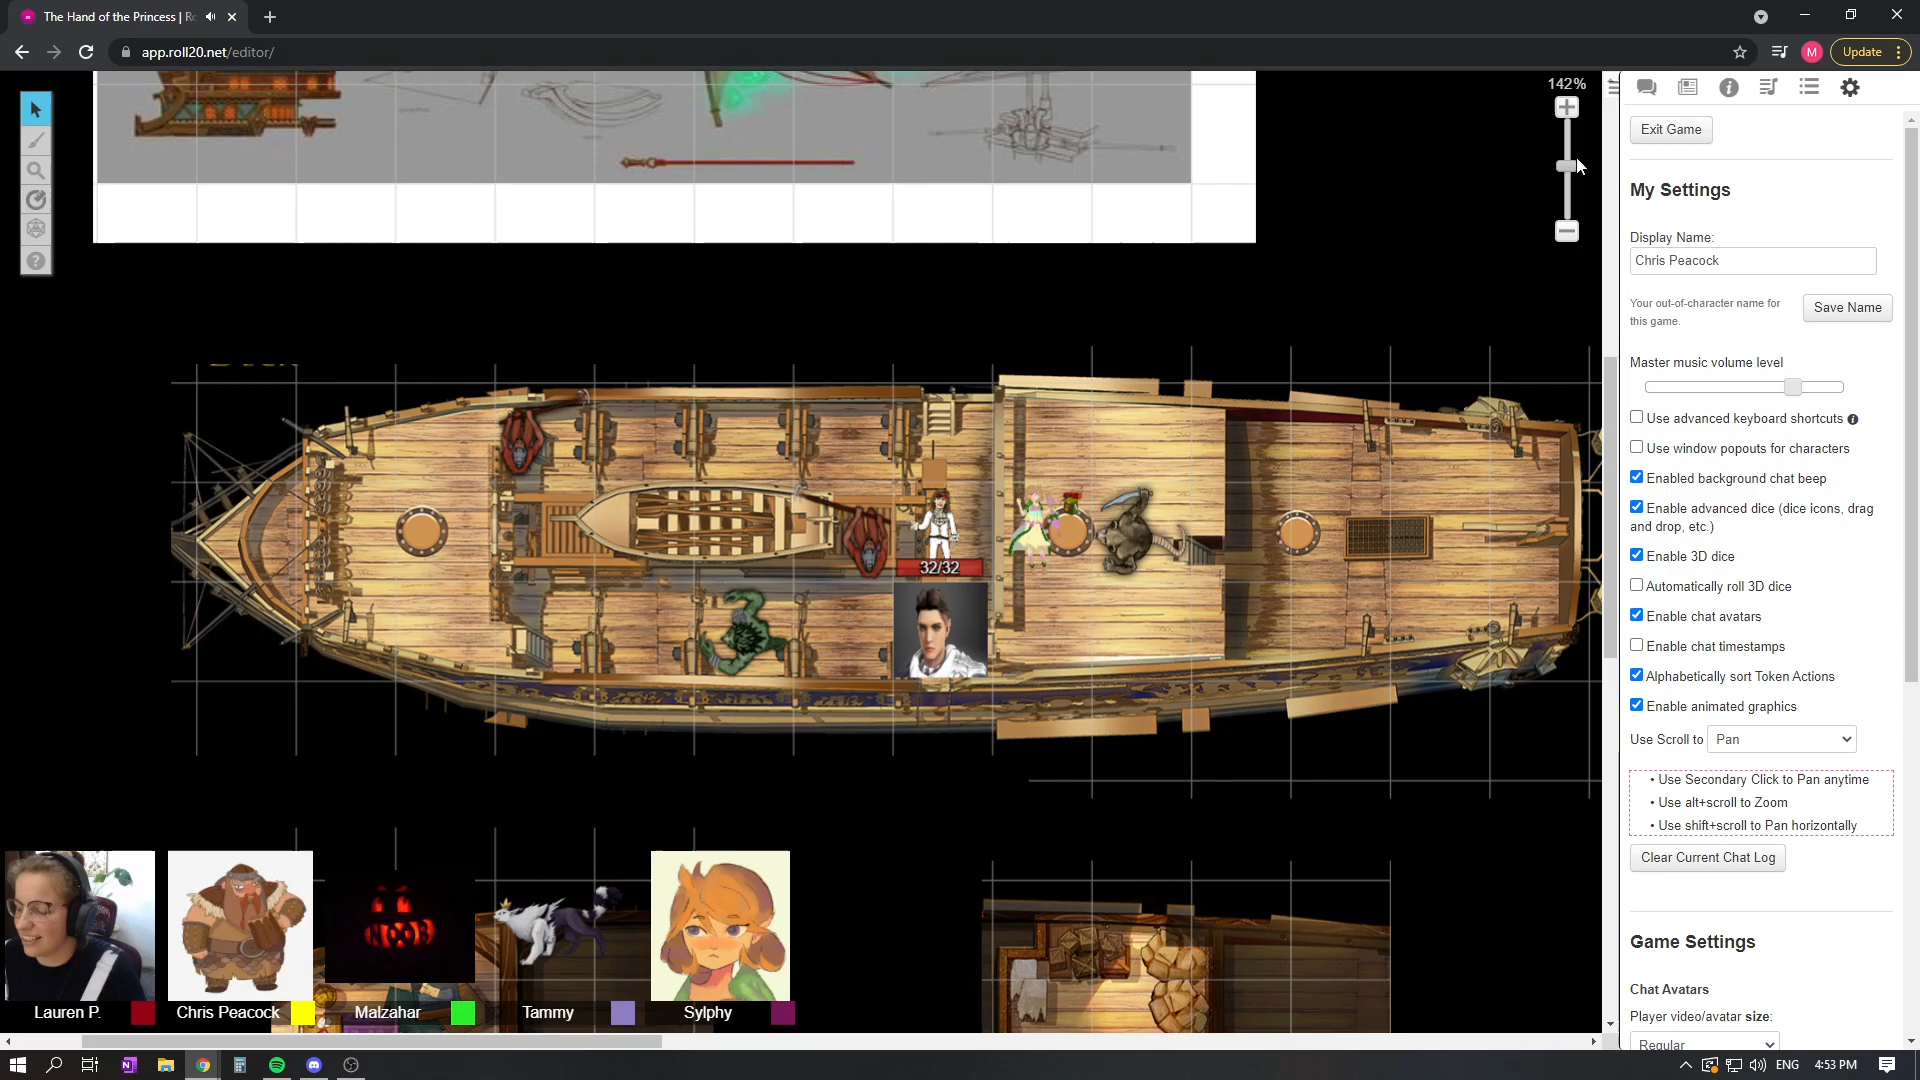 The Hand of the Princess | Ro
app.roll20.net/editor/
M
Update
142%
Exit Game
My Settings
Display Name:
Chris Peacock
Your out-of-character name for
this game.
Save Name
Master music volume level
Use advanced keyboard shortcuts
Use window popouts for characters
Enabled background chat beep
Enable advanced dice (dice icons, drag
and drop, etc.)
Enable 3D dice
Automatically roll 3D dice
Enable chat avatars
Enable chat timestamps
Alphabetically sort Token Actions
Enable animated graphics
Use Scroll to Pan
• Use Secondary Click to Pan anytime
• Use alt+scroll to Zoom
• Use shift+scroll to Pan horizontally
Clear Current Chat Log
Game Settings
Chat Avatars
Player video/avatar size:
Regular
32/32
NOOB
Lauren P.
Chris Peacock
Malzahar
Tammy
Sylphy
ENG
4:53 PM